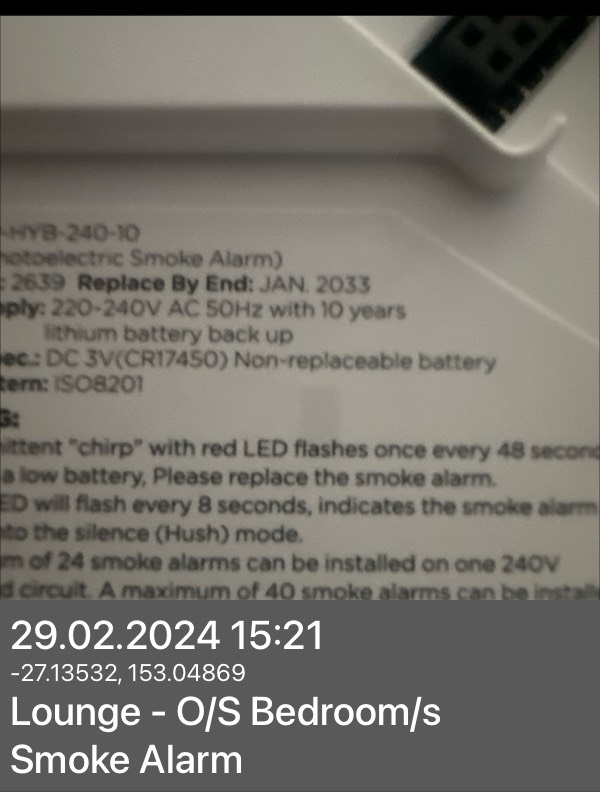 -HYB-240-10
hotoelectric Smoke Alarm)
: 2639 Replace By End: JAN. 2033
pply: 220-240V AC 50Hz with 10 years
lithium battery back up
ec.: DC 3V(CR17450) Non-replaceable battery
tern: ISO8201
G:
ittent "chirp" with red LED flashes once every 48 second
a low battery, Please replace the smoke alarm.
ED will flash every 8 seconds, indicates the smoke alarm
nto the silence (Hush) mode.
m of 24 smoke alarms can be installed on one 240V
d circuit. A maximum of 40 smoke alarms can be installe
29.02.2024 15:21
-27.13532, 153.04869
Lounge - O/S Bedroom/s
Smoke Alarm